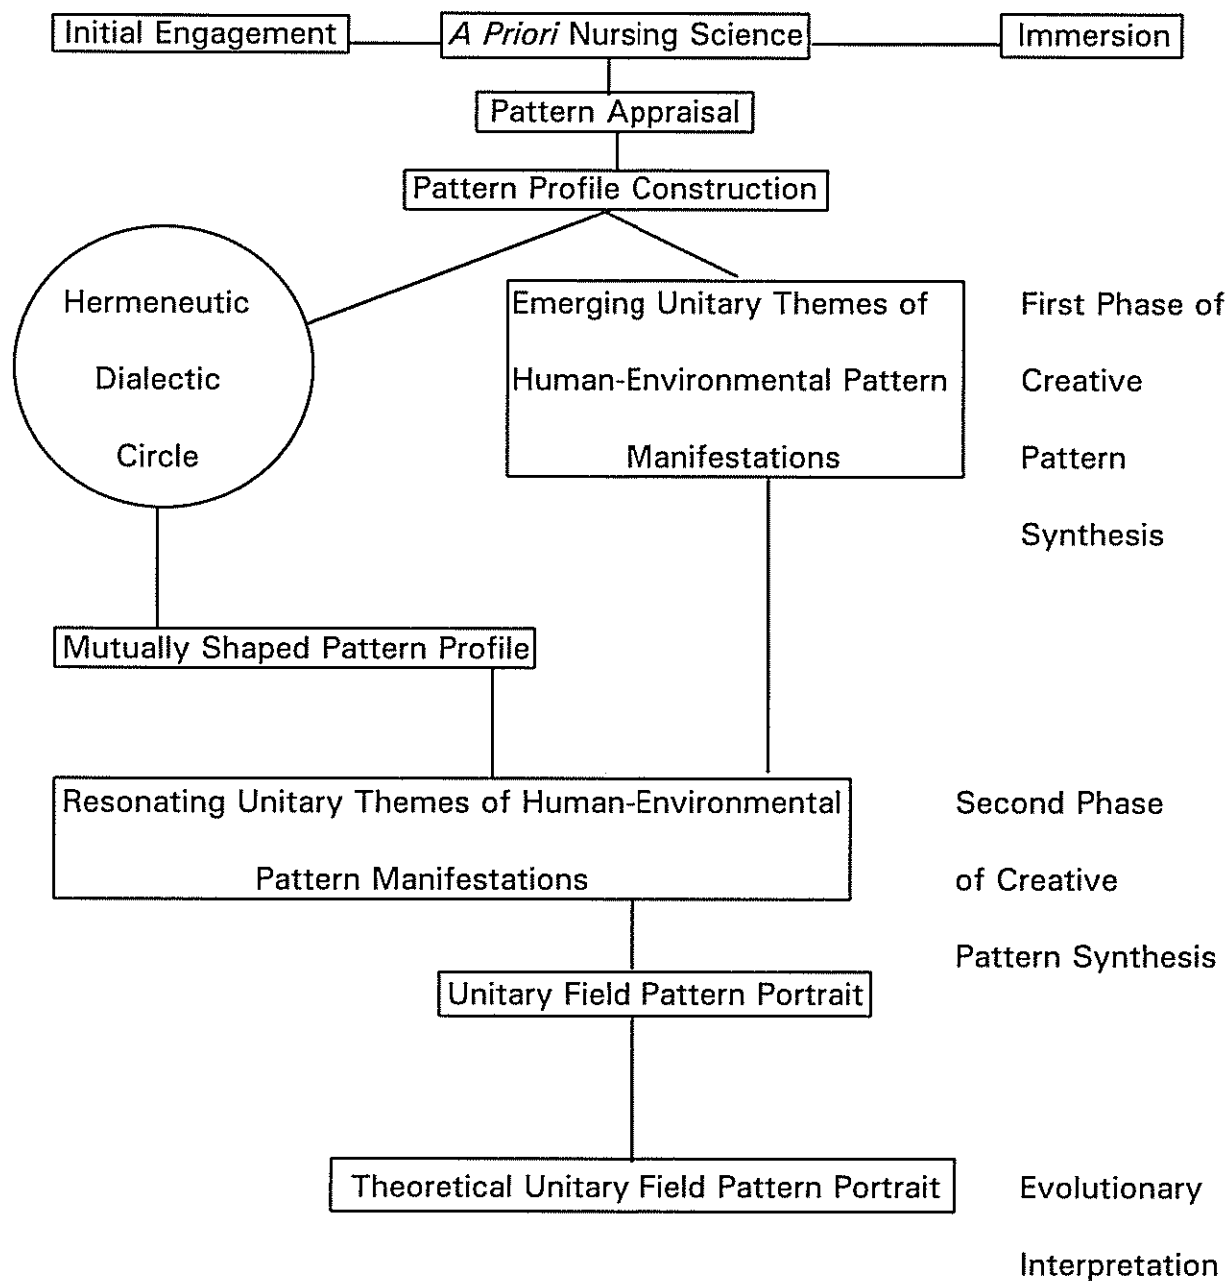 Initial Engagement
A Priori Nursing Science
Immersion
Pattern Appraisal
Pattern Profile Construction
Hermeneutic
Dialectic
Circle
Emerging Unitary Themes of
Human-Environmental Pattern
Manifestations
First Phase of
Creative
Pattern
Synthesis
Mutually Shaped Pattern Profile
Resonating Unitary Themes of Human-Environmental
Pattern Manifestations
Second Phase
of Creative
Pattern Synthesis
Unitary Field Pattern Portrait
Theoretical Unitary Field Pattern Portrait
Evolutionary
Interpretation